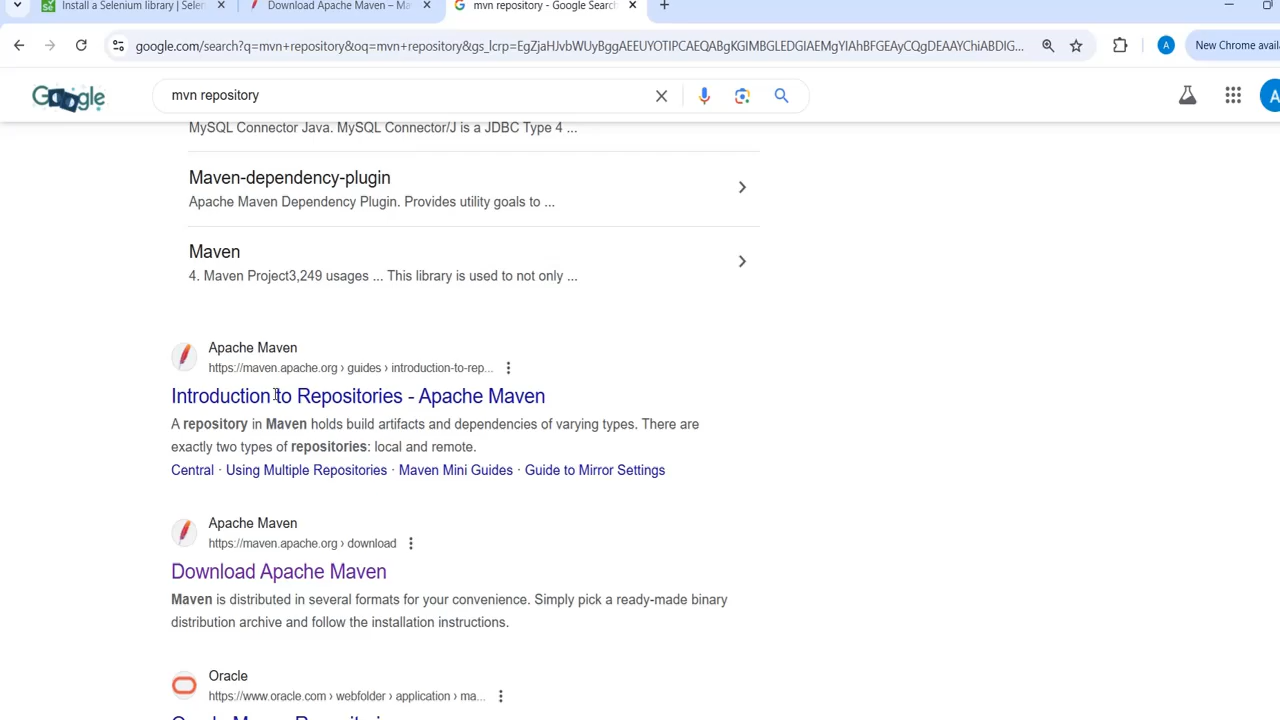 Install a Selenium library | Selen
Download Apache Maven – Ma
mvn repository - Google Search
google.com/search?q=mvn+repository&oq=mvn+repository&gs_lcrp=EgZjaHJvbWUyBggAEEUYOTIPCAEQABgKGIMBGLEDGIAEMgYIAhBFGEAyCQgDEAAYChiABDIG...
A
New Chrome avail
Google
mvn repository
A
MySQL Connector Java. MySQL Connector/J is a JDBC Type 4 ...
Maven-dependency-plugin
Apache Maven Dependency Plugin. Provides utility goals to ...
Maven
4. Maven Project3,249 usages ... This library is used to not only ...
Apache Maven
https://maven.apache.org › guides › introduction-to-rep...
Introduction to Repositories - Apache Maven
A repository in Maven holds build artifacts and dependencies of varying types. There are
exactly two types of repositories: local and remote.
Central · Using Multiple Repositories · Maven Mini Guides · Guide to Mirror Settings
Apache Maven
https://maven.apache.org › download
Download Apache Maven
Maven is distributed in several formats for your convenience. Simply pick a ready-made binary
distribution archive and follow the installation instructions.
Oracle
https://www.oracle.com › webfolder › application › ma...